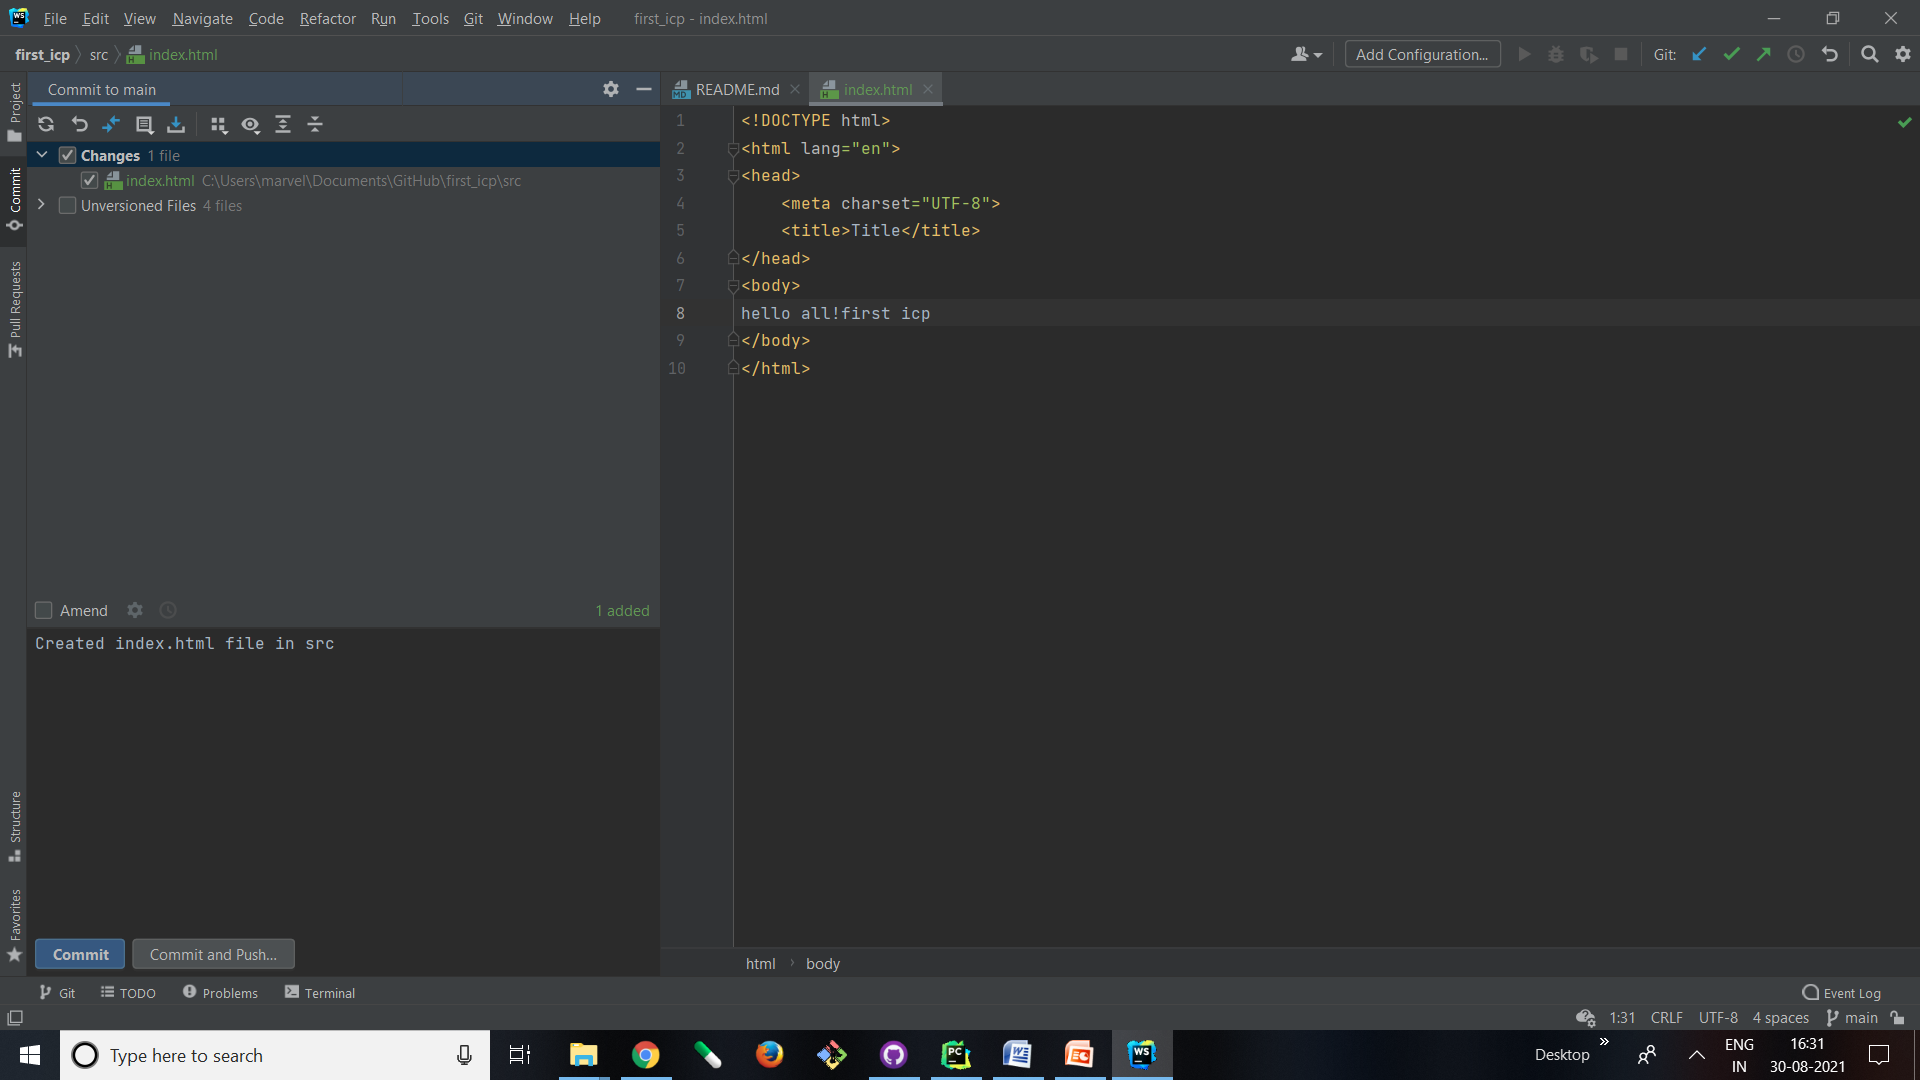 File Edit View Navigate Code Refactor Run Tools Git Window Help first_icp - index.html
first_icp src index.html Add Configuration... Git:
Commit to main README.md index.html
Project
Commit
Pull Requests
Structure
Favorites
Changes 1 file
index.html C:\Users\marvel\Documents\GitHub\first_icp\src
Unversioned Files 4 files
Amend 1 added
Created index.html file in src
Commit Commit and Push...
1 <!DOCTYPE html>
2 <html lang="en">
3 <head>
4 <meta charset="UTF-8">
5 <title>Title</title>
6 </head>
7 <body>
8 hello all!first icp
9 </body>
10 </html>
html body
Git TODO Problems Terminal Event Log
1:31 CRLF UTF-8 4 spaces main
Type here to search Desktop ENG IN 16:31 30-08-2021